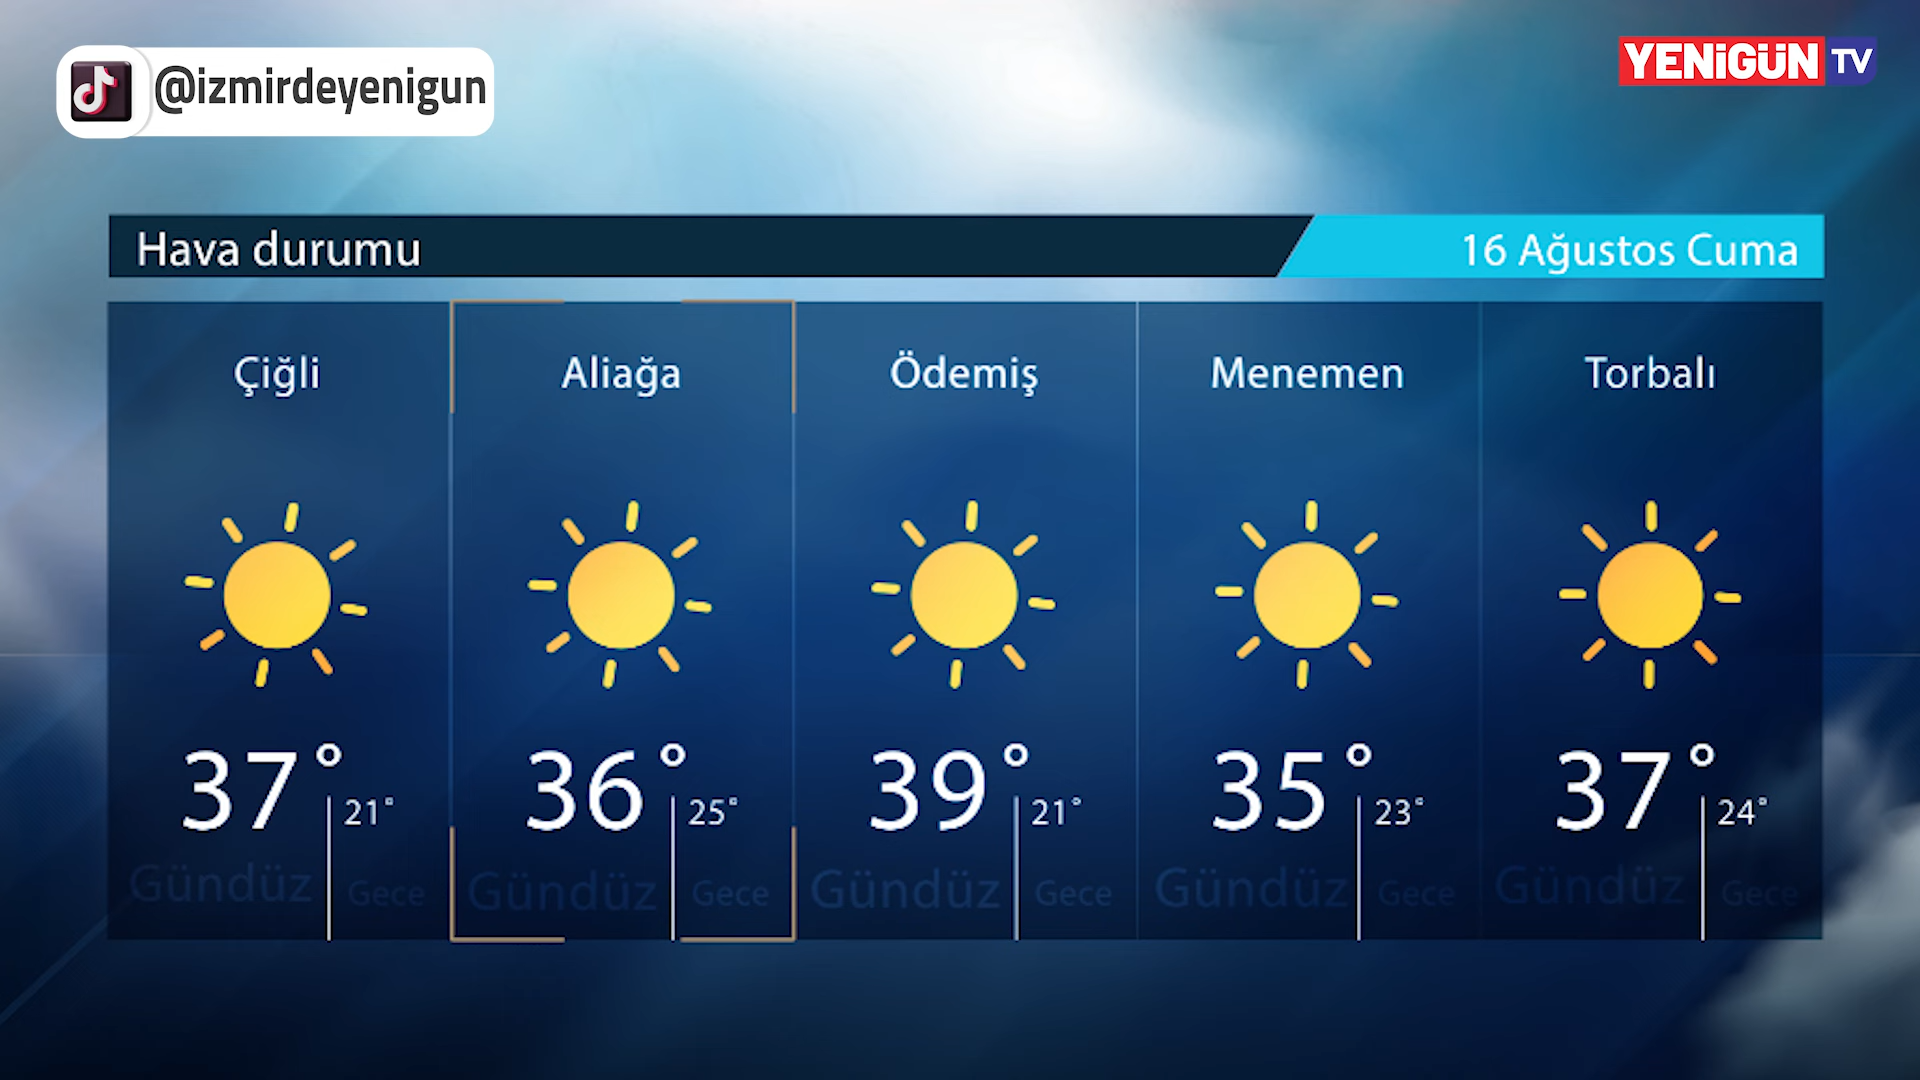 @izmirdeyenigun
YENiGÜN TV
Hava durumu
16 Ağustos Cuma
Çiğli
Aliağa
Ödemiş
Menemen
Torbalı
37° 21°
36° 25°
39° 21°
35° 23°
37° 24°
Gündüz Gece
Gündüz Gece
Gündüz Gece
Gündüz Gece
Gündüz Gece